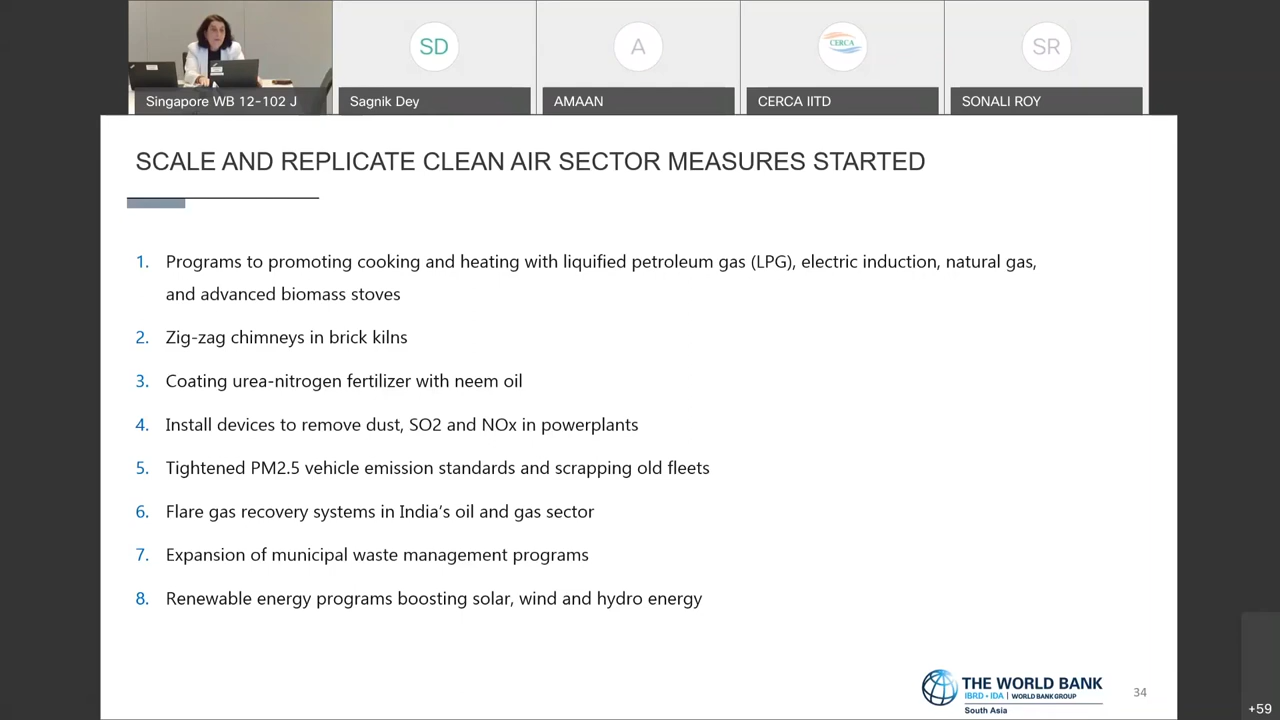 SD
A
CERCA
SR
Singapore WB 12-102 J
Sagnik Dey
AMAAN
CERCA IITD
SONALI ROY
SCALE AND REPLICATE CLEAN AIR SECTOR MEASURES STARTED
1. Programs to promoting cooking and heating with liquified petroleum gas (LPG), electric induction, natural gas,
and advanced biomass stoves
2. Zig-zag chimneys in brick kilns
3. Coating urea-nitrogen fertilizer with neem oil
4. Install devices to remove dust, SO2 and NOx in powerplants
5. Tightened PM2.5 vehicle emission standards and scrapping old fleets
6. Flare gas recovery systems in India's oil and gas sector
7. Expansion of municipal waste management programs
8. Renewable energy programs boosting solar, wind and hydro energy
THE WORLD BANK
IBRD • IDA | WORLD BANK GROUP
South Asia
34
+59